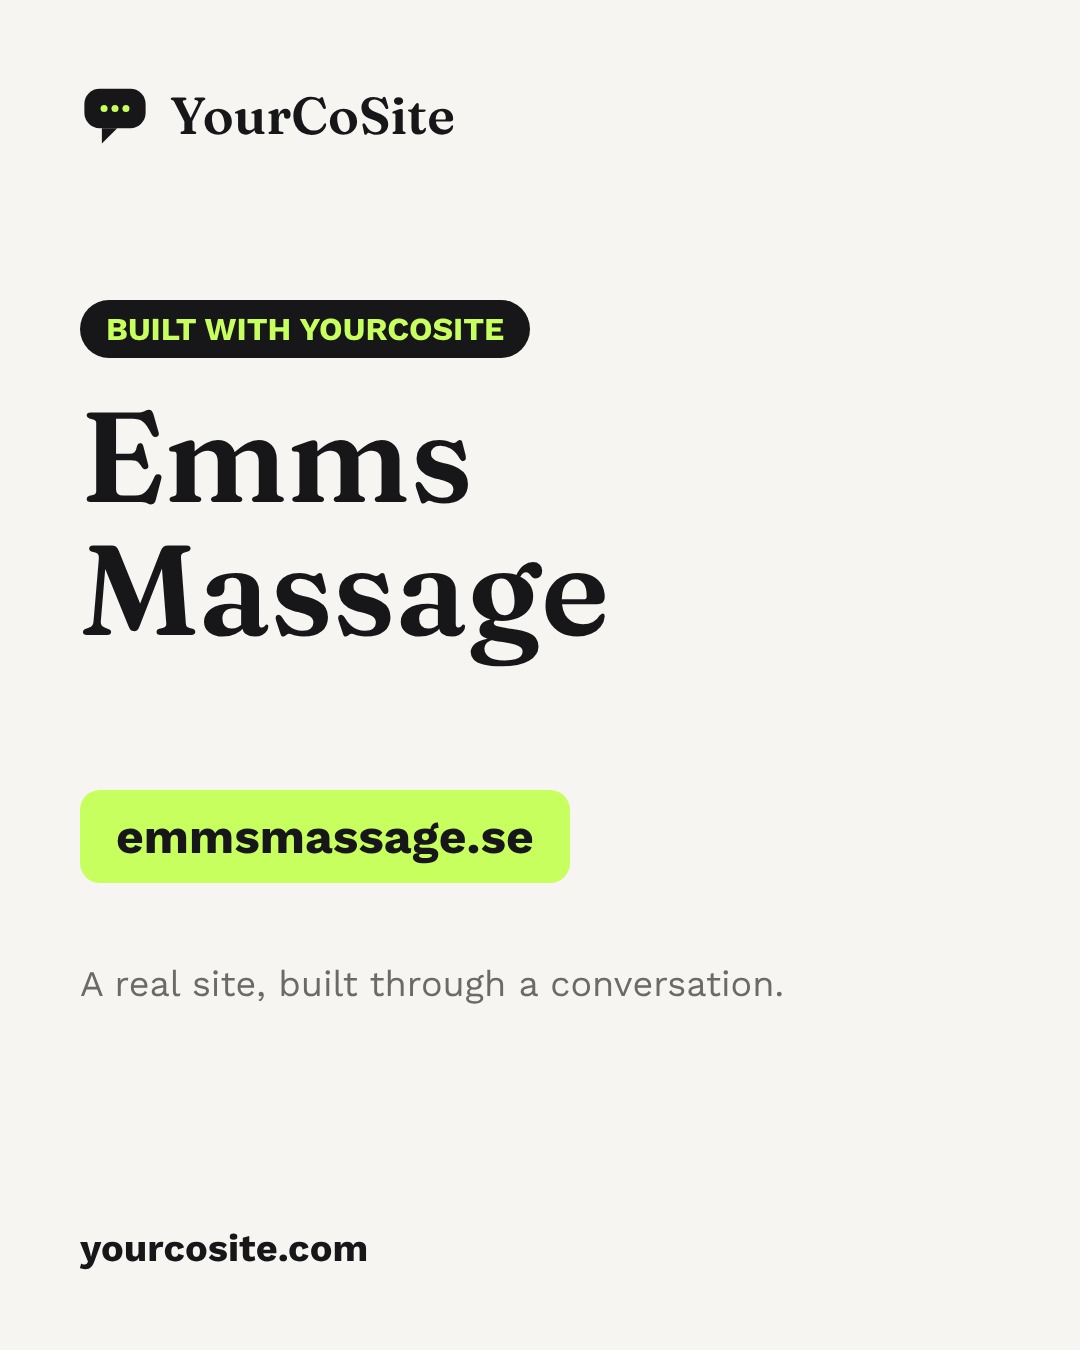 YourCoSite
BUILT WITH YOURCOSITE
Emms
Massage
emmsmassage.se
A real site, built through a conversation.
yourcosite.com